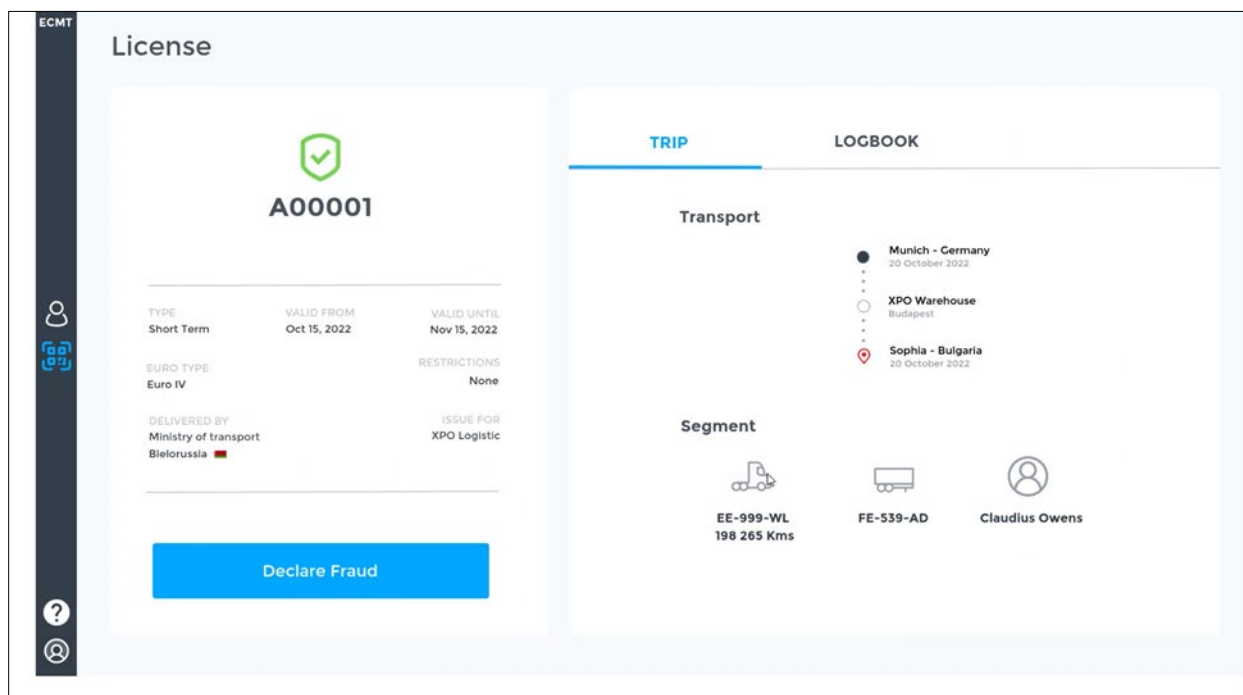 ECMT
License
A00001
TYPE VALID FROM VALID UNTIL
Short Term Oct 15, 2022 Nov 15, 2022
EURO TYPE RESTRICTIONS
Euro IV None
DELIVERED BY ISSUE FOR
Ministry of transport XPO Logistic
Bielorussia
Declare Fraud
TRIP LOGBOOK
Transport
Munich - Germany
20 October 2022
XPO Warehouse
Budapest
Sophia - Bulgaria
20 October 2022
Segment
EE-999-WL FE-539-AD Claudius Owens
198 265 Kms
?